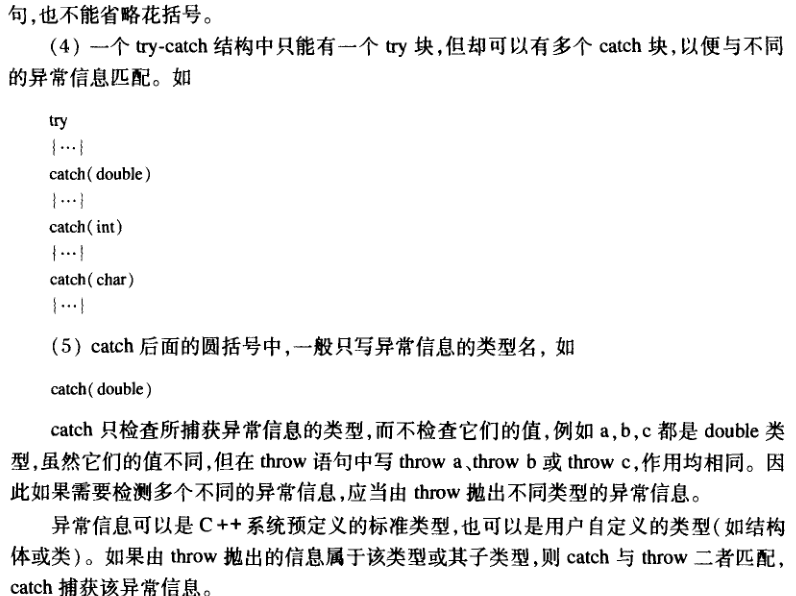 句,也不能省略花括号。
(4) 一个 try-catch 结构中只能有一个 try 块,但却可以有多个 catch 块,以便与不同
的异常信息匹配。如
try
{…}
catch(double)
{…}
catch(int)
{…}
catch(char)
{…}
(5) catch 后面的圆括号中,一般只写异常信息的类型名, 如
catch(double)
catch 只检查所捕获异常信息的类型,而不检查它们的值,例如 a,b,c 都是 double 类
型,虽然它们的值不同,但在 throw 语句中写 throw a、throw b 或 throw c,作用均相同。因
此如果需要检测多个不同的异常信息,应当由 throw 抛出不同类型的异常信息。
异常信息可以是 C++系统预定义的标准类型,也可以是用户自定义的类型(如结构
体或类)。如果由 throw 抛出的信息属于该类型或其子类型,则 catch 与 throw 二者匹配,
catch 捕获该异常信息。